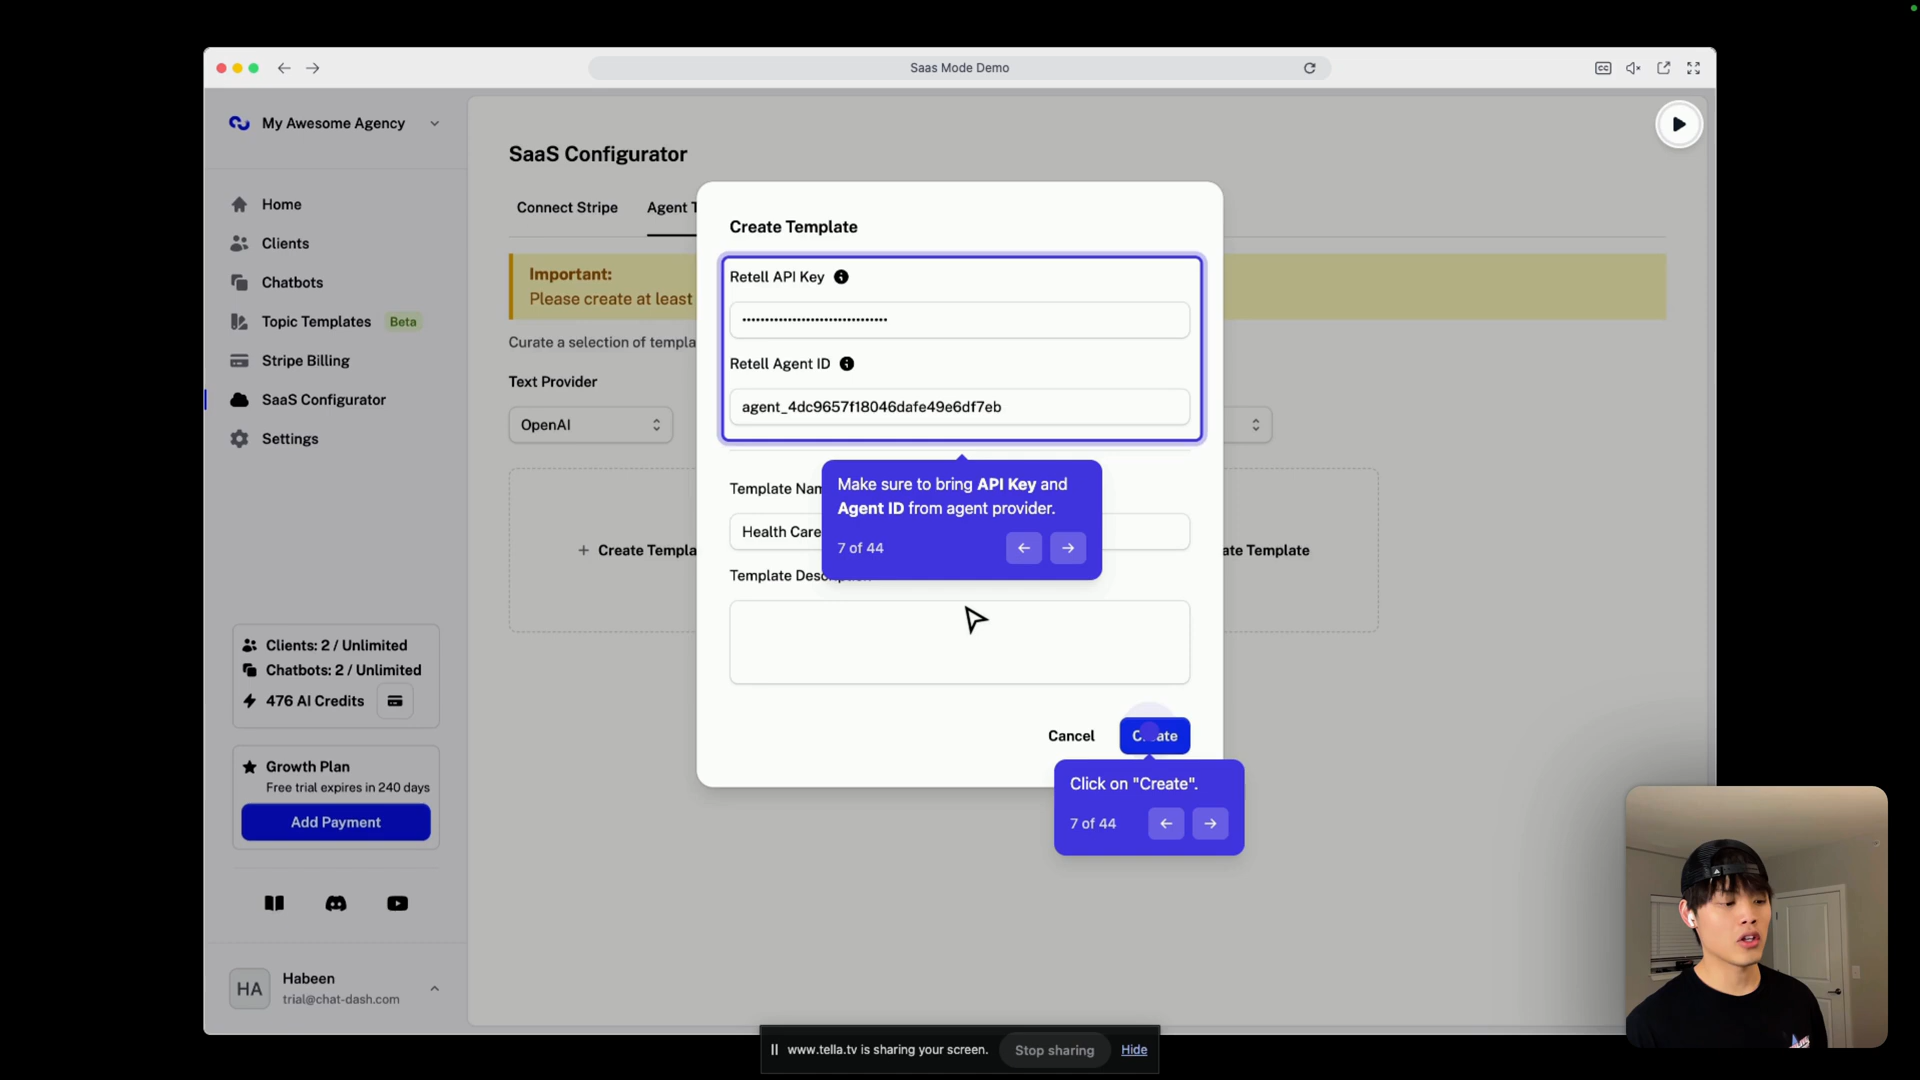 Saas Mode Demo
CC
My Awesome Agency
Home
Clients
Chatbots
Topic Templates Beta
Stripe Billing
SaaS Configurator
Settings
Clients: 2 / Unlimited
Chatbots: 2 / Unlimited
476 AI Credits
Growth Plan
Free trial expires in 240 days
Add Payment
HA
Habeen
trial@chat-dash.com
SaaS Configurator
Connect Stripe
Agent T
Important:
Please create at least
Curate a selection of templa
Text Provider
OpenAI
+ Create Templa
ate Template
Create Template
Retell API Key
••••••••••••••••••••••••••••••••
Retell Agent ID
agent_4dc9657f18046dafe49e6df7eb
Template Nam
Health Care
Make sure to bring API Key and
Agent ID from agent provider.
7 of 44
Template Description
Cancel
Create
Click on "Create".
7 of 44
www.tella.tv is sharing your screen.
Stop sharing
Hide